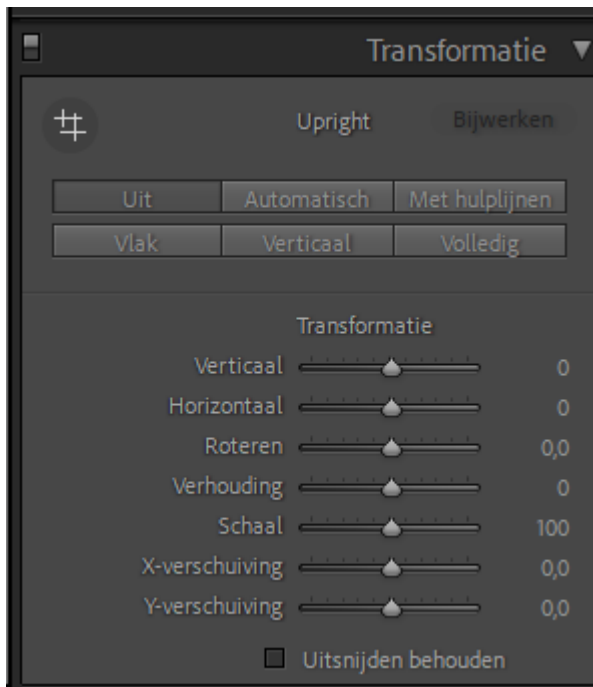 Transformatie
Upright Bijwerken
Uit Automatisch Met hulplijnen
Vlak Verticaal Volledig
Transformatie
Verticaal 0
Horizontaal 0
Roteren 0,0
Verhouding 0
Schaal 100
X-verschuiving 0,0
Y-verschuiving 0,0
Uitsnijden behouden